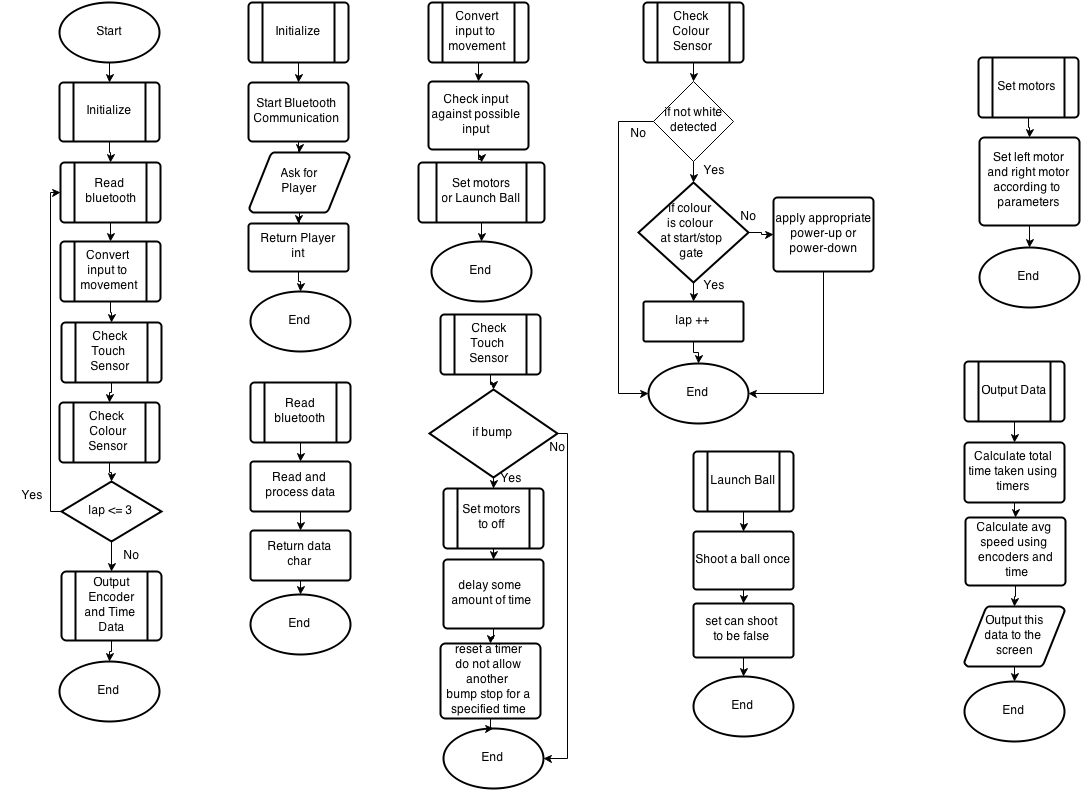 Start
Initialize
Read
bluetooth
Convert
input to
movement
Check
Touch
Sensor
Check
Colour
Sensor
lap <= 3
Yes
No
Output
Encoder
and Time
Data
End
Initialize
Start Bluetooth
Communication
Ask for
Player
Return Player
int
End
Read
bluetooth
Read and
process data
Return data
char
End
Convert
input to
movement
Check input
against possible
input
Set motors
or Launch Ball
End
Check
Touch
Sensor
if bump
No
Yes
Set motors
to off
delay some
amount of time
reset a timer
do not allow
another
bump stop for a
specified time
End
Check
Colour
Sensor
if not white
detected
No
Yes
if colour
is colour
at start/stop
gate
No
apply appropriate
power-up or
power-down
Yes
lap ++
End
Launch Ball
Shoot a ball once
set can shoot
to be false
End
Set motors
Set left motor
and right motor
according to
parameters
End
Output Data
Calculate total
time taken using
timers
Calculate avg
speed using
encoders and
time
Output this
data to the
screen
End